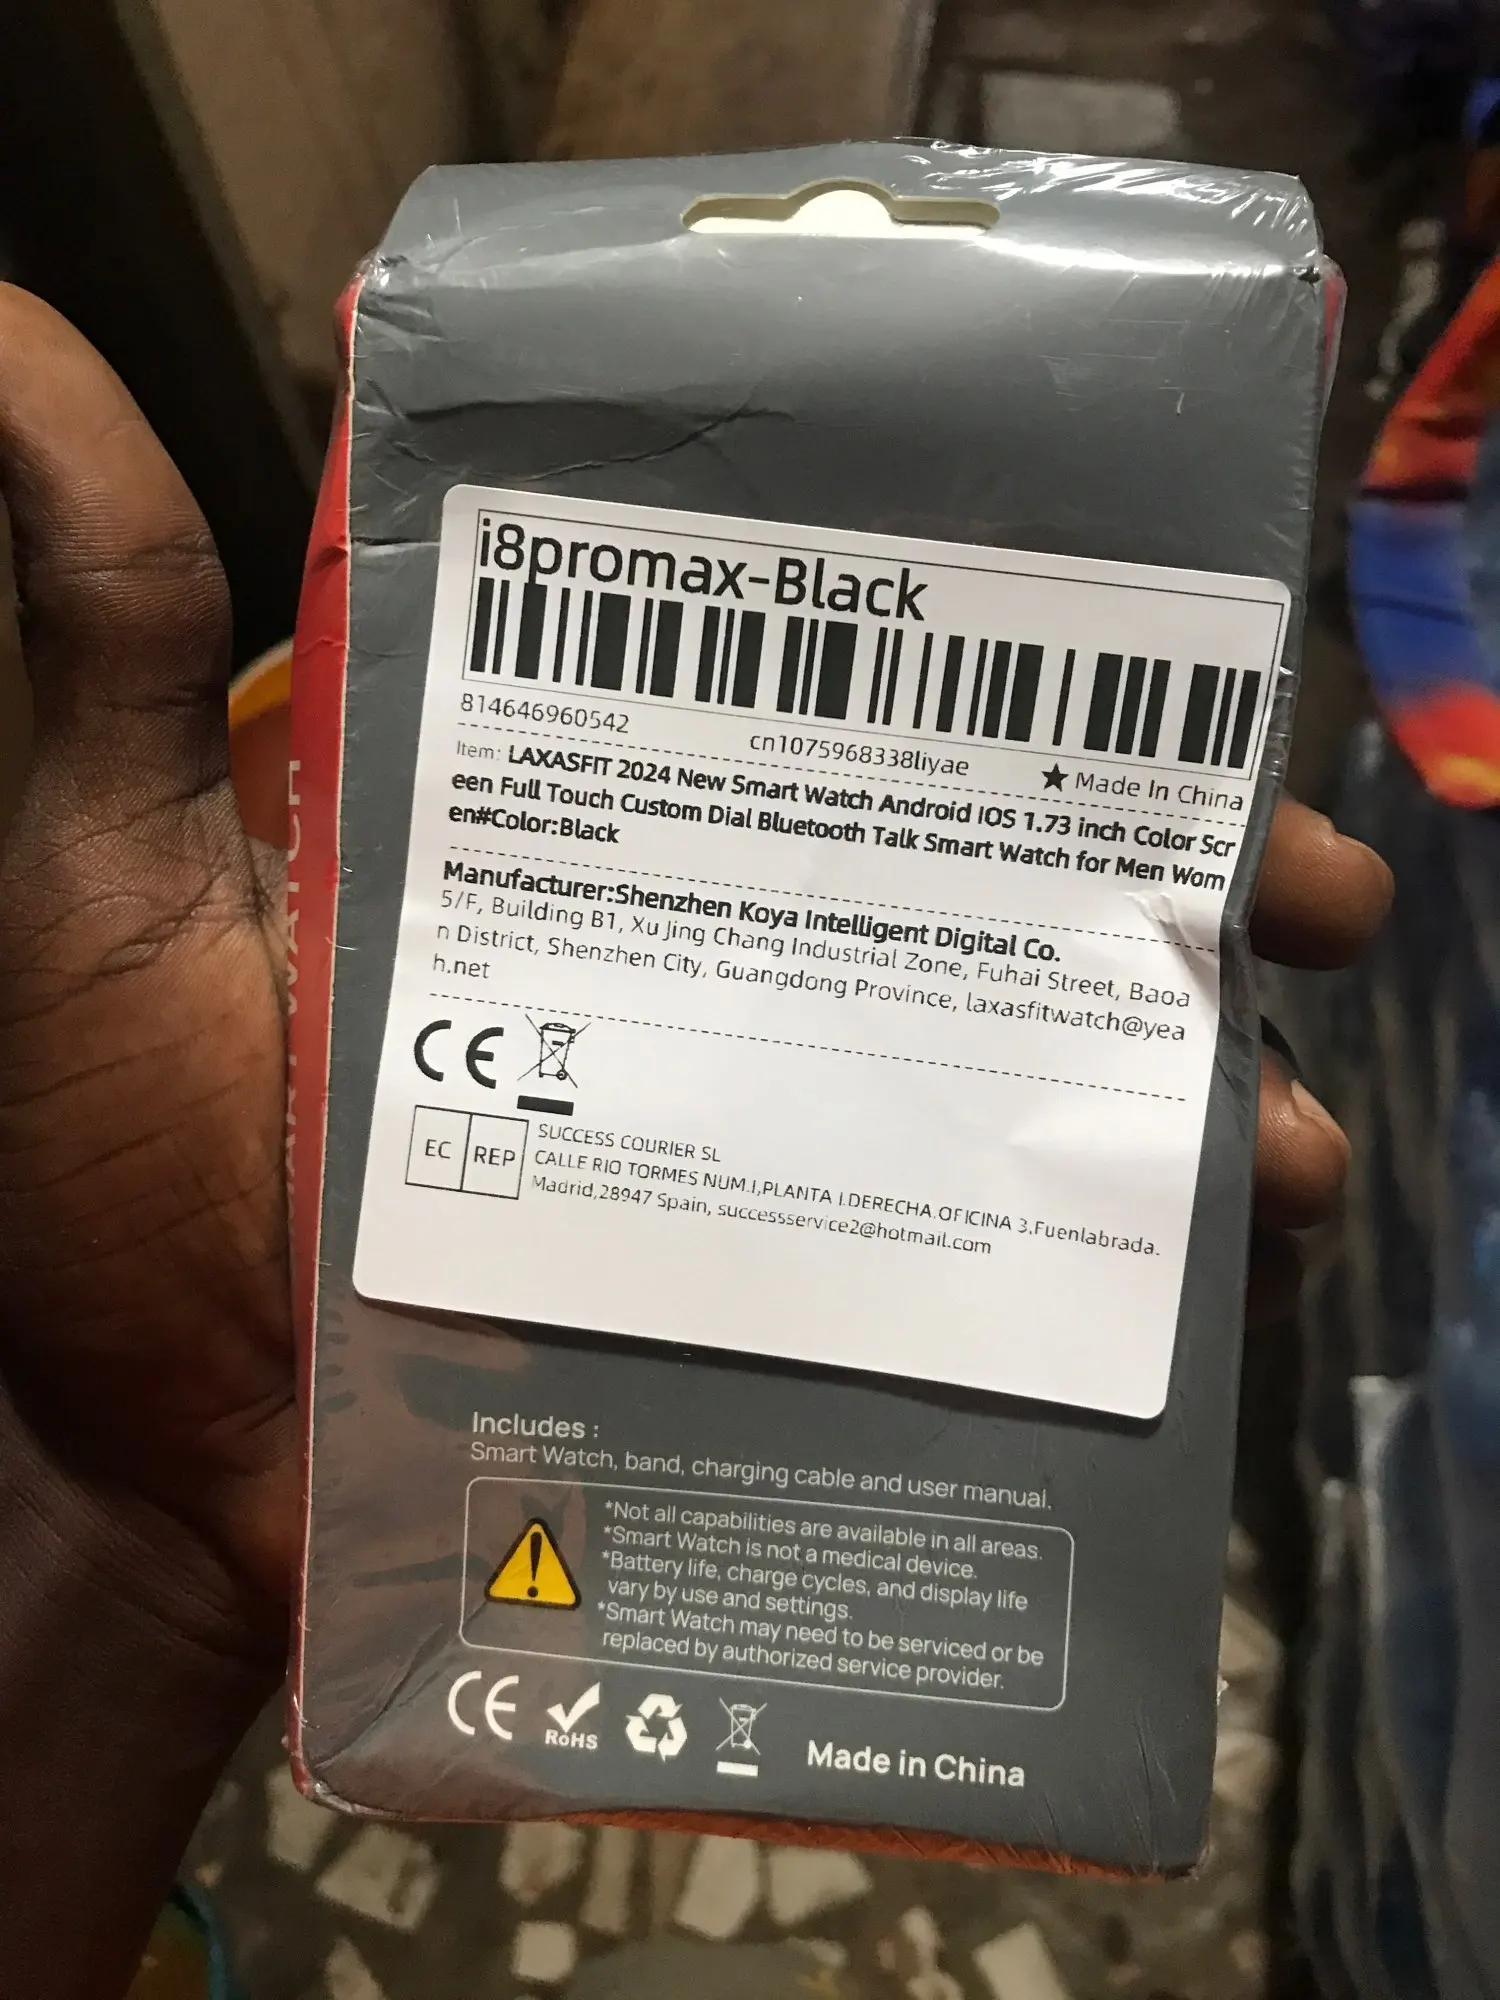 i8promax-Black
814646960542
cn1075968338liyae
★ Made In China
Item: LAXASFIT 2024 New Smart Watch Android IOS 1.73 inch Color Scr
een Full Touch Custom Dial Bluetooth Talk Smart Watch for Men Wom
en#Color:Black
Manufacturer:Shenzhen Koya Intelligent Digital Co.
5/F, Building B1, Xu Jing Chang Industrial Zone, Fuhai Street, Baoa
n District, Shenzhen City, Guangdong Province, laxasfitwatch@yea
h.net
CE
EC REP
SUCCESS COURIER SL
CALLE RIO TORMES NUM.I,PLANTA I.DERECHA.OFICINA 3.Fuenlabrada.
Madrid,28947 Spain, successservice2@hotmail.com
Includes :
Smart Watch, band, charging cable and user manual.
*Not all capabilities are available in all areas.
*Smart Watch is not a medical device.
*Battery life, charge cycles, and display life
vary by use and settings.
*Smart Watch may need to be serviced or be
replaced by authorized service provider.
CE
RoHS
Made in China
WATCH